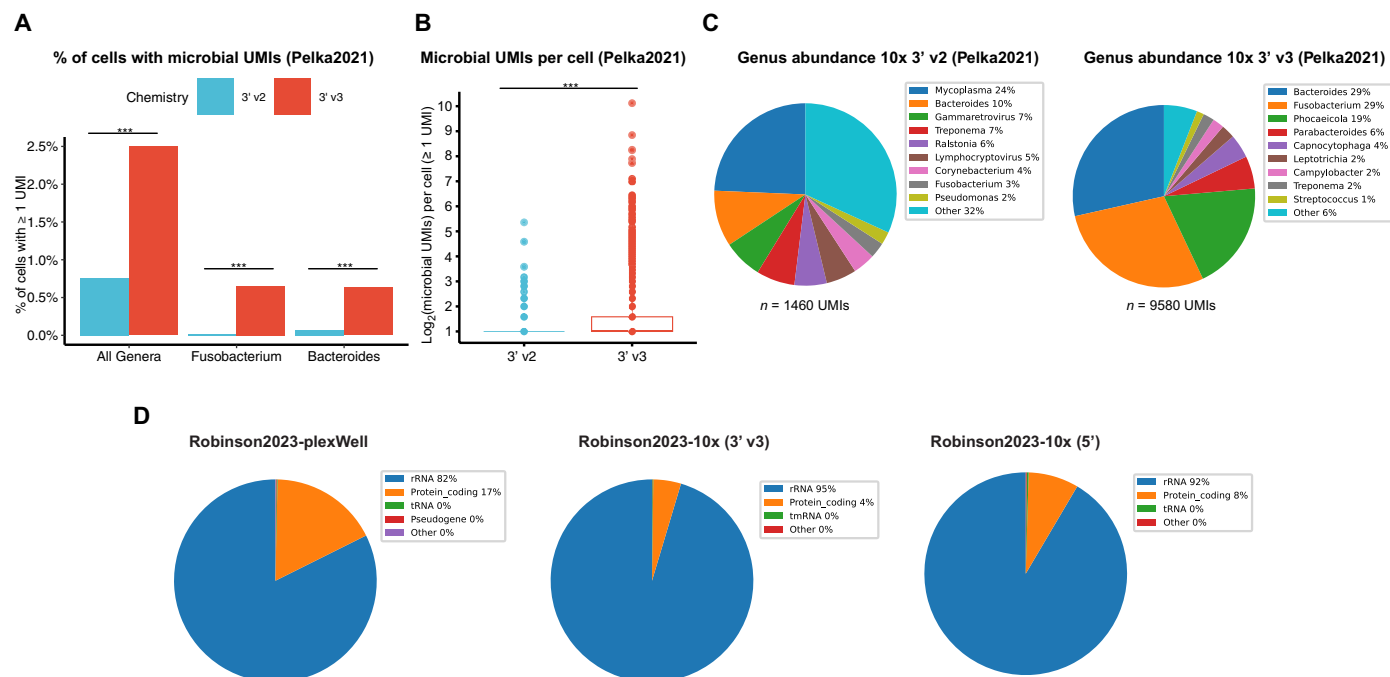 A
% of cells with microbial UMIs (Pelka2021)
Chemistry
3' v2
3' v3
% of cells with ≥ 1 UMI
2.5%
2.0%
1.5%
1.0%
0.5%
0.0%
***
***
***
All Genera
Fusobacterium
Bacteroides
B
Microbial UMIs per cell (Pelka2021)
***
Log2(microbial UMIs) per cell (≥ 1 UMI)
10
9
8
7
6
5
4
3
2
1
3' v2
3' v3
C
Genus abundance 10x 3' v2 (Pelka2021)
Mycoplasma 24%
Bacteroides 10%
Gammaretrovirus 7%
Treponema 7%
Ralstonia 6%
Lymphocryptovirus 5%
Corynebacterium 4%
Fusobacterium 3%
Pseudomonas 2%
Other 32%
n = 1460 UMIs
Genus abundance 10x 3' v3 (Pelka2021)
Bacteroides 29%
Fusobacterium 29%
Phocaeicola 19%
Parabacteroides 6%
Capnocytophaga 4%
Leptotrichia 2%
Campylobacter 2%
Treponema 2%
Streptococcus 1%
Other 6%
n = 9580 UMIs
D
Robinson2023-plexWell
rRNA 82%
Protein_coding 17%
tRNA 0%
Pseudogene 0%
Other 0%
Robinson2023-10x (3’ v3)
rRNA 95%
Protein_coding 4%
tmRNA 0%
Other 0%
Robinson2023-10x (5’)
rRNA 92%
Protein_coding 8%
tRNA 0%
Other 0%